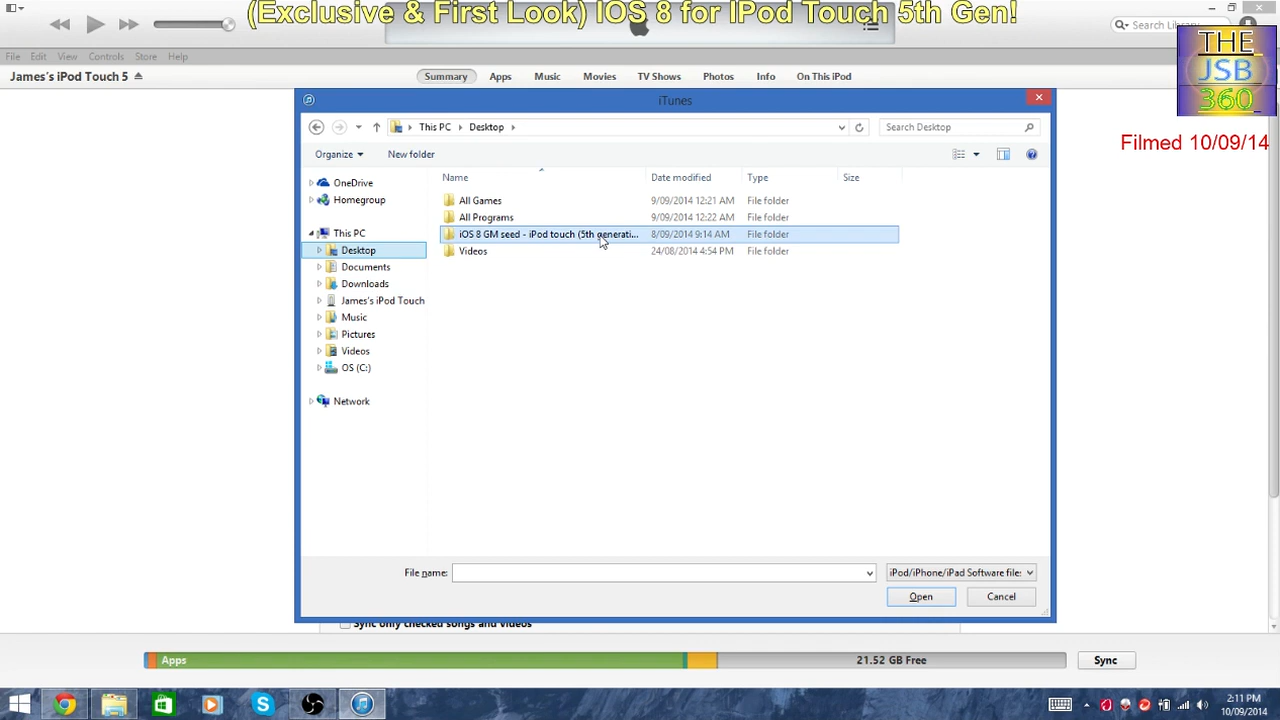 (Exclusive & First Look) IOS 8 for IPod Touch 5th Gen!
Search Library
File Edit View Controls Store Help
THE
JSB
360
James's iPod Touch 5
Summary Apps Music Movies TV Shows Photos Info On This iPod
Filmed 10/09/14
iTunes
This PC Desktop
Search Desktop
Organize New folder
Name Date modified Type Size
OneDrive
Homegroup
This PC
Desktop
Documents
Downloads
James's iPod Touch
Music
Pictures
Videos
OS (C:)
Network
All Games 9/09/2014 12:21 AM File folder
All Programs 9/09/2014 12:22 AM File folder
iOS 8 GM seed - iPod touch (5th generati... 8/09/2014 9:14 AM File folder
Videos 24/08/2014 4:54 PM File folder
File name:
iPod/iPhone/iPad Software files
Open Cancel
Sync only checked songs and videos
Apps
21.52 GB Free
Sync
2:11 PM
10/09/2014